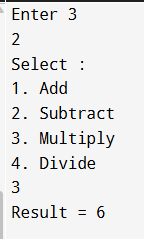 Enter 3
2
Select :
1. Add
2. Subtract
3. Multiply
4. Divide
3
Result = 6